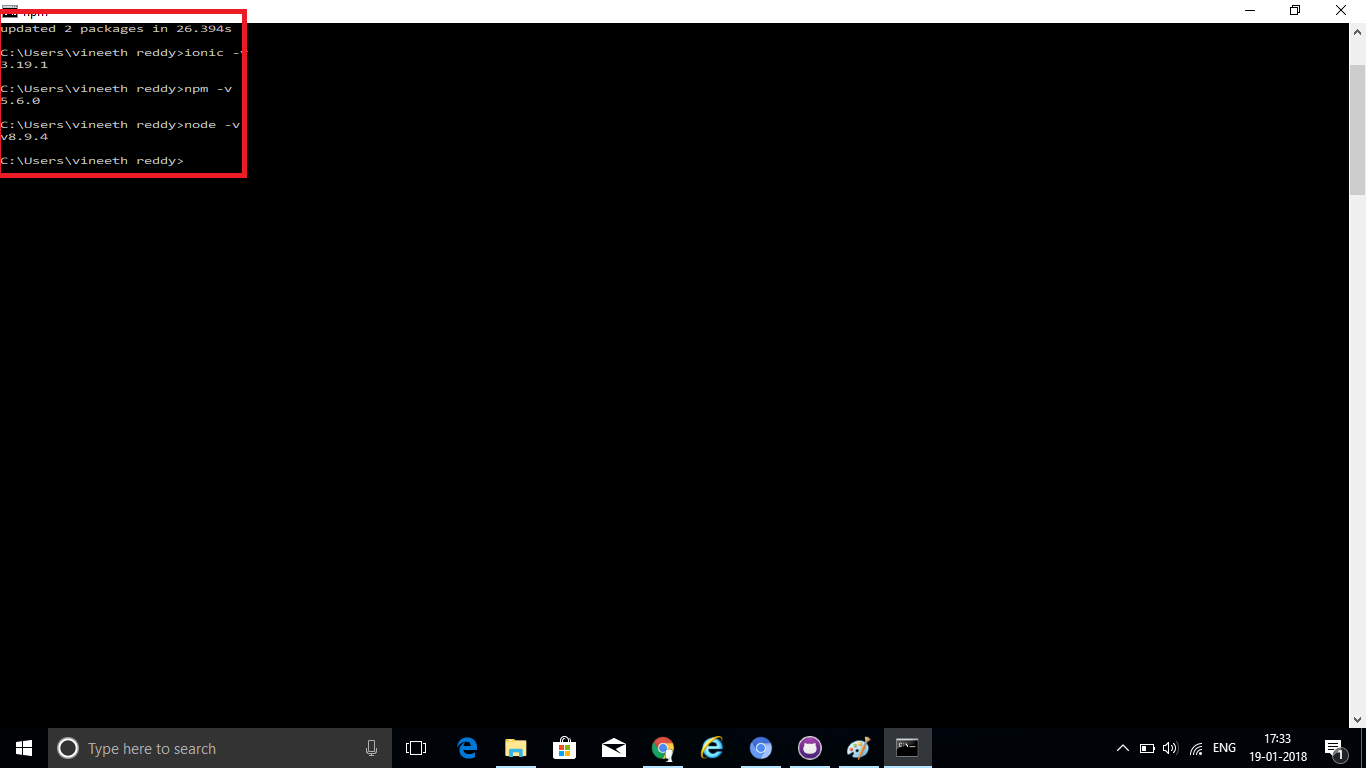 npm
updated 2 packages in 26.394s
C:\Users\vineeth reddy>ionic -v
3.19.1
C:\Users\vineeth reddy>npm -v
5.6.0
C:\Users\vineeth reddy>node -v
v8.9.4
C:\Users\vineeth reddy>
Type here to search
ENG
17:33
19-01-2018
1